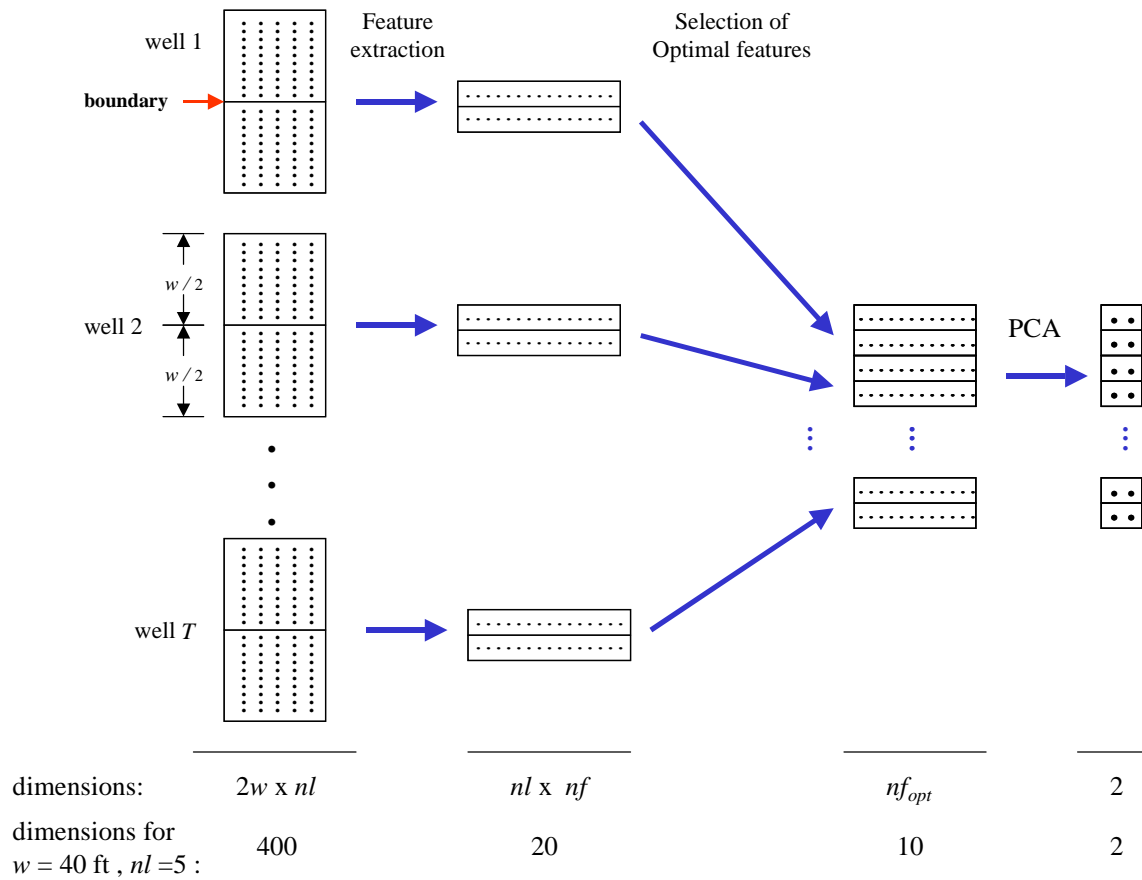 well 1
Feature
extraction
Selection of
Optimal features
boundary
w / 2
well 2
w / 2
PCA
well T
dimensions:
2w x nl
nl x nf
nf_opt
2
dimensions for
w = 40 ft , nl =5 :
400
20
10
2